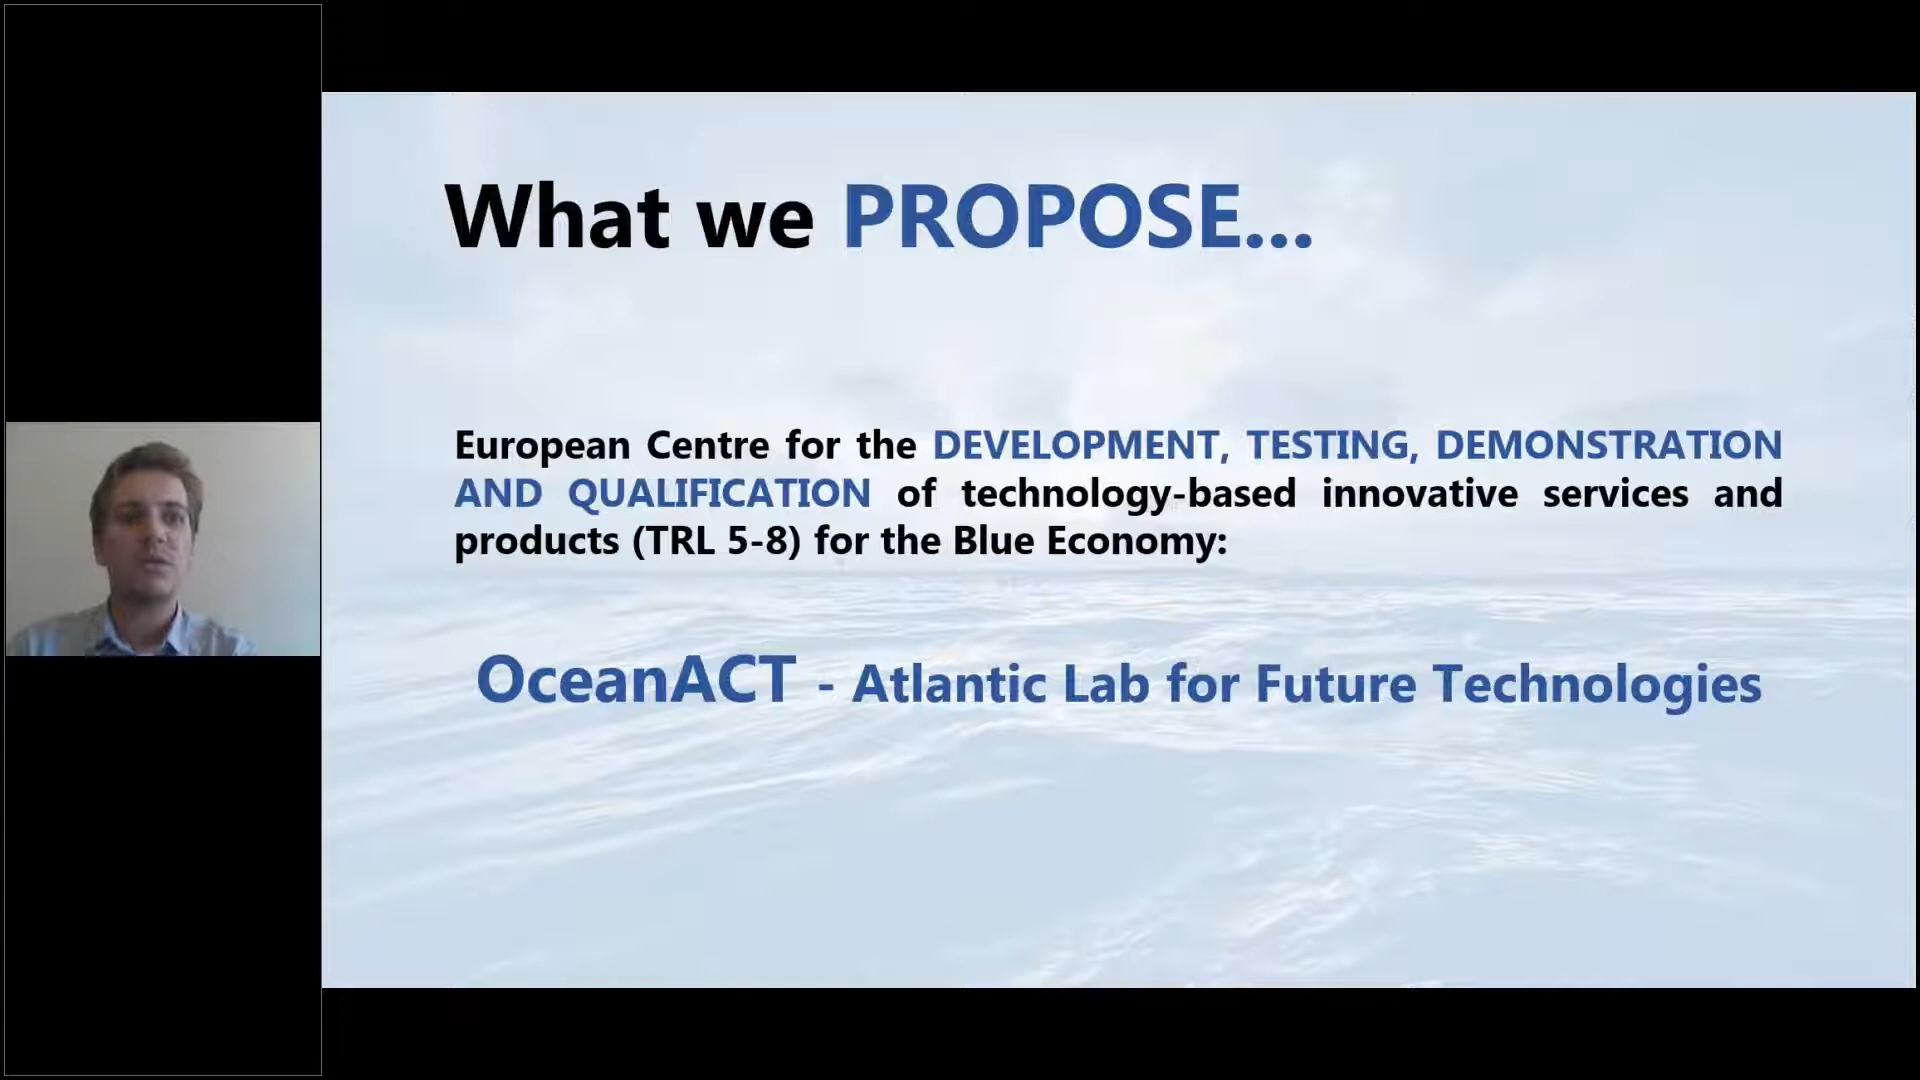 What we PROPOSE...
European Centre for the DEVELOPMENT, TESTING, DEMONSTRATION
AND QUALIFICATION of technology-based innovative services and
products (TRL 5-8) for the Blue Economy:
OceanACT - Atlantic Lab for Future Technologies